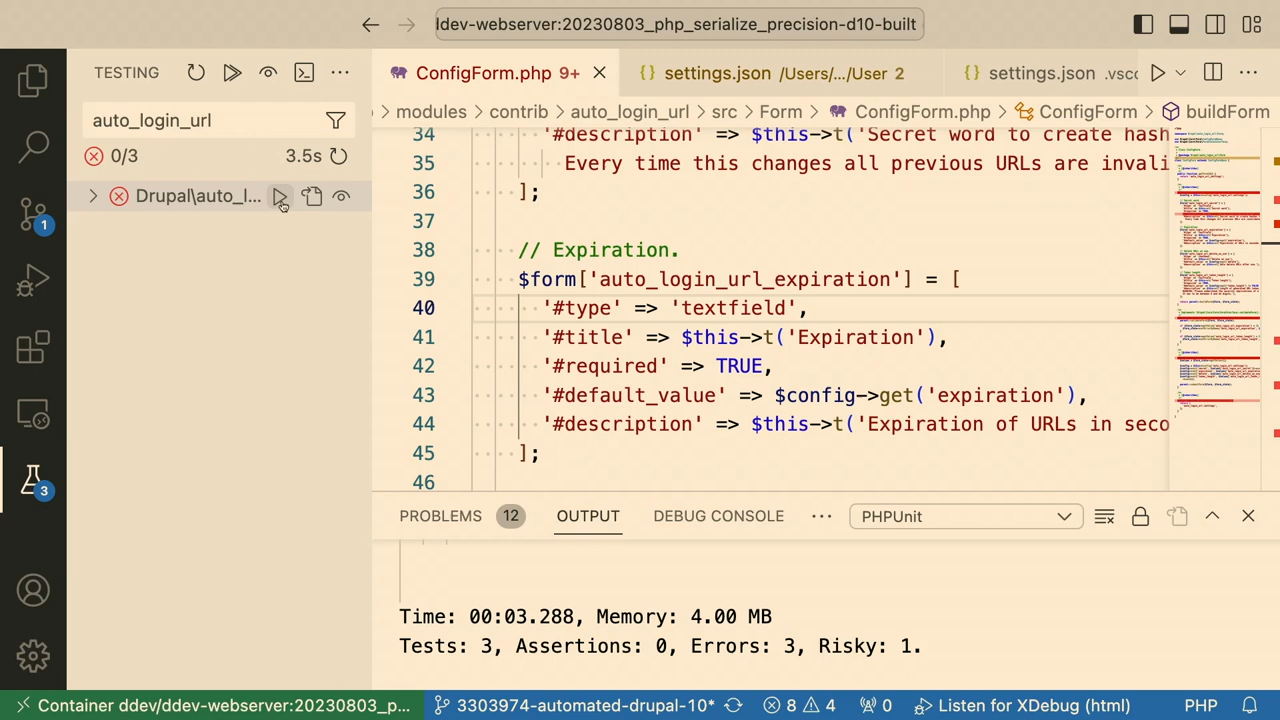 ddev-webserver:20230803_php_serialize_precision-d10-built
TESTING
auto_login_url
0/3 3.5s
Drupal\auto_l...
ConfigForm.php 9+
settings.json /Users/.../User 2
settings.json .vsc
modules > contrib > auto_login_url > src > Form > ConfigForm.php > ConfigForm > buildForm
34 '#description' => $this->t('Secret word to create hash
35 Every time this changes all previous URLs are invali
36 ];
37
38 // Expiration.
39 $form['auto_login_url_expiration'] = [
40 '#type' => 'textfield',
41 '#title' => $this->t('Expiration'),
42 '#required' => TRUE,
43 '#default_value' => $config->get('expiration'),
44 '#description' => $this->t('Expiration of URLs in seco
45 ];
46
PROBLEMS 12 OUTPUT DEBUG CONSOLE ... PHPUnit
Time: 00:03.288, Memory: 4.00 MB
Tests: 3, Assertions: 0, Errors: 3, Risky: 1.
1
3
Container ddev/ddev-webserver:20230803_p... 3303974-automated-drupal-10* 8 4 0 Listen for XDebug (html) PHP